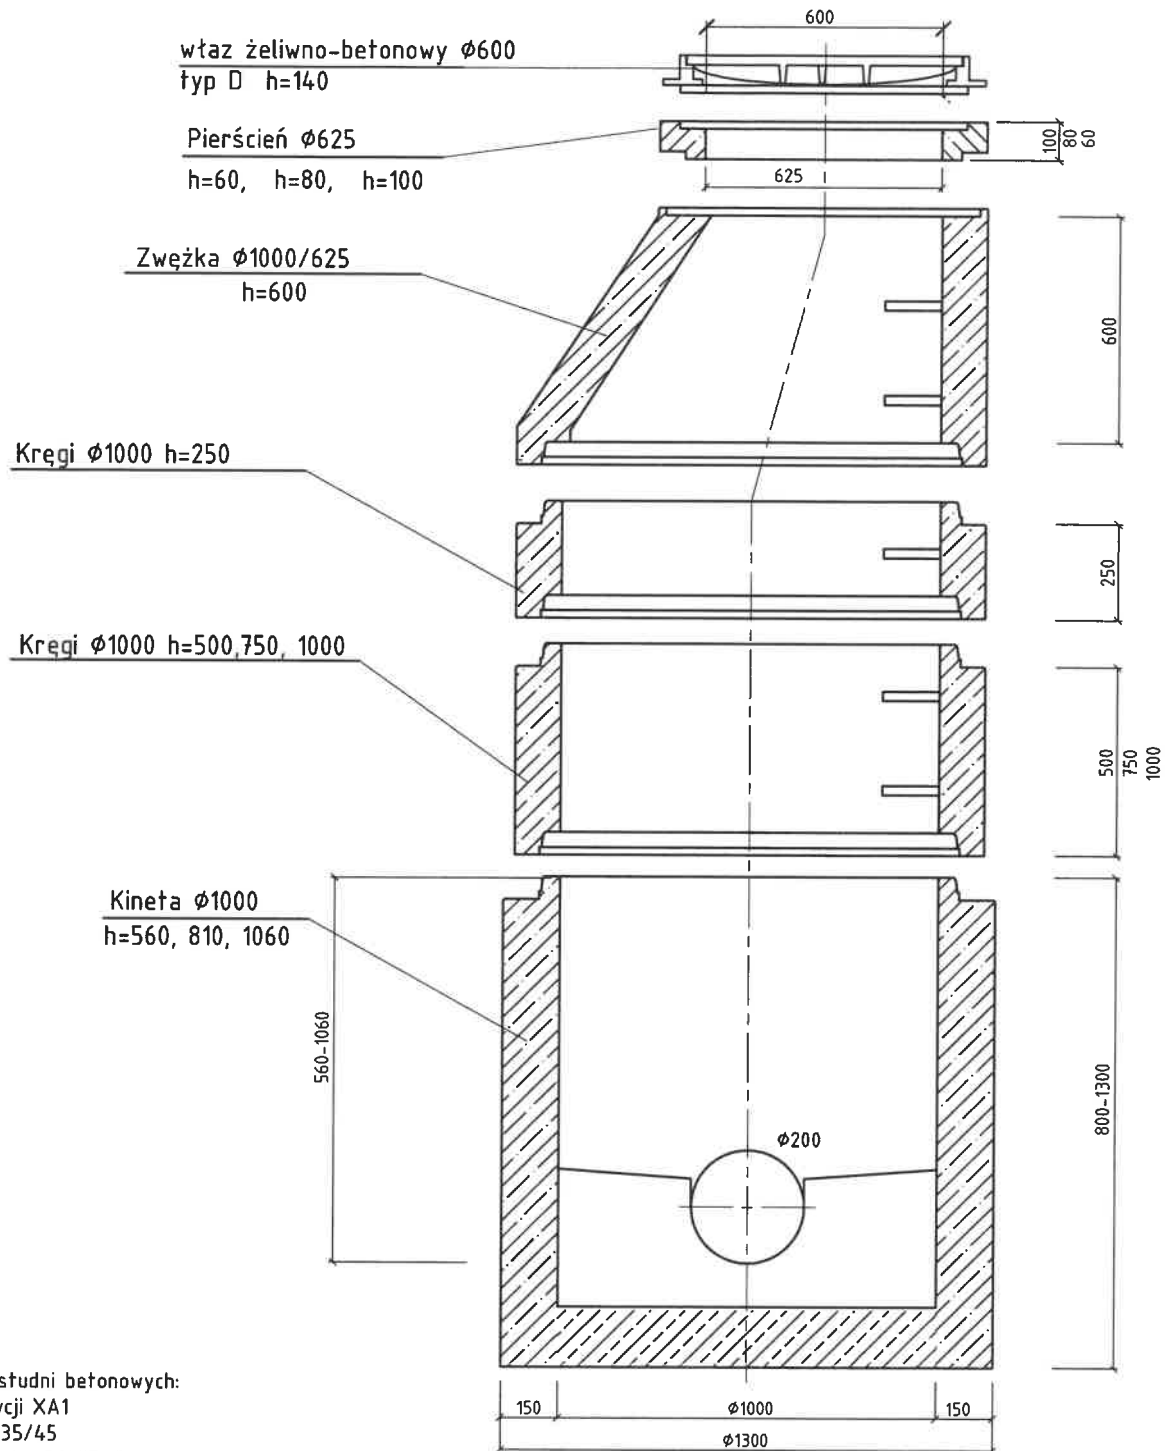 600
właz żeliwno-betonowy ϕ600
typ D h=140
Pierścień ϕ625
h=60, h=80, h=100
100
80
60
625
Zwężka ϕ1000/625
h=600
600
Kręgi ϕ1000 h=250
250
Kręgi ϕ1000 h=500,750, 1000
500
750
1000
Kineta ϕ1000
h=560, 810, 1060
560-1060
800-1300
ϕ200
studni betonowych:
cji XA1
35/45
150
ϕ1000
150
ϕ1300